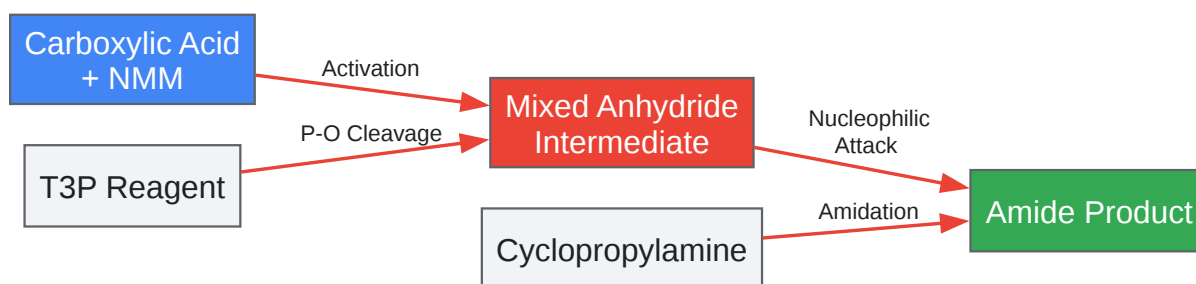 Carboxylic Acid
+ NMM
Activation
Mixed Anhydride
Intermediate
P-O Cleavage
T3P Reagent
Nucleophilic
Attack
Amide Product
Amidation
Cyclopropylamine